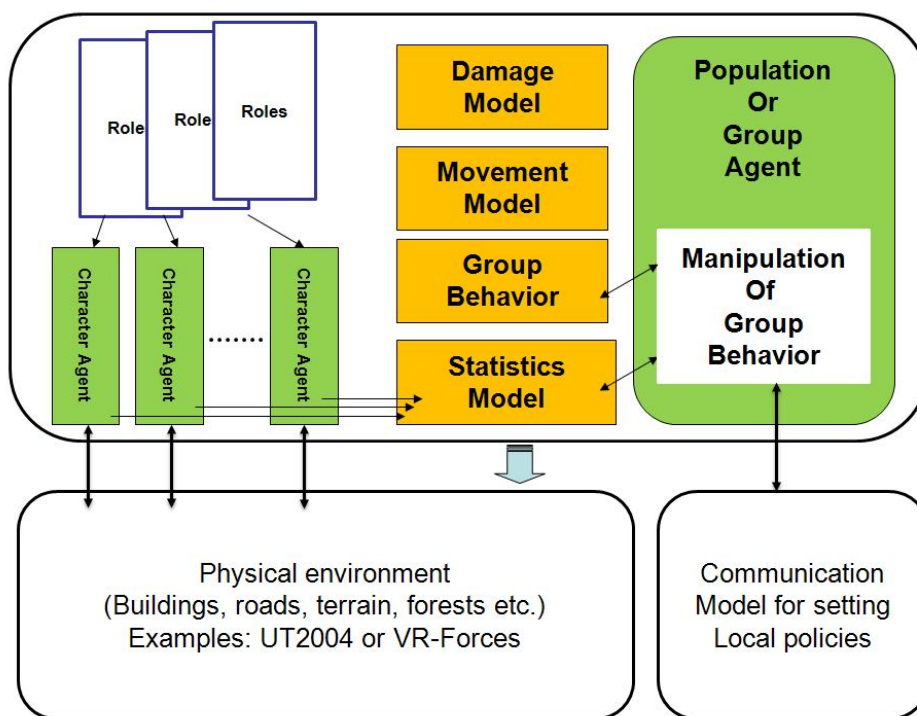 Role
Role
Roles
Damage
Model
Movement
Model
Group
Behavior
Statistics
Model
Population
Or
Group
Agent
Manipulation
Of
Group
Behavior
Character Agent
Character Agent
........
Character Agent
Physical environment
(Buildings, roads, terrain, forests etc.)
Examples: UT2004 or VR-Forces
Communication
Model for setting
Local policies